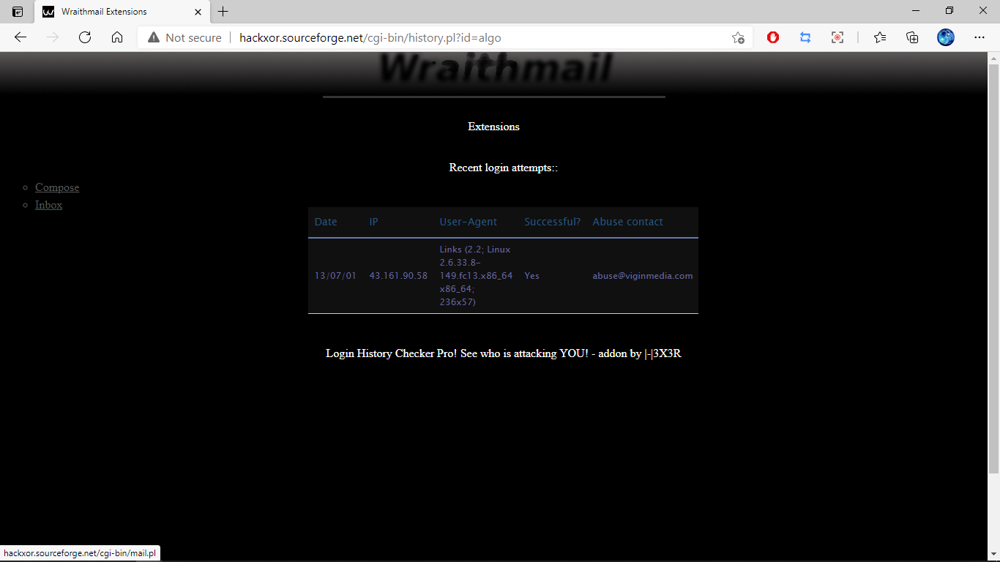 Wraithmail Extensions
Not secure | hackxor.sourceforge.net/cgi-bin/history.pl?id=algo
Wraithmail
Extensions
Recent login attempts::
Compose
Inbox
Date IP User-Agent Successful? Abuse contact
Links (2.2; Linux
2.6.33.8-
13/07/01 43.161.90.58 149.fc13.x86_64 Yes abuse@viginmedia.com
x86_64;
236x57)
Login History Checker Pro! See who is attacking YOU! - addon by |-|3X3R
hackxor.sourceforge.net/cgi-bin/mail.pl